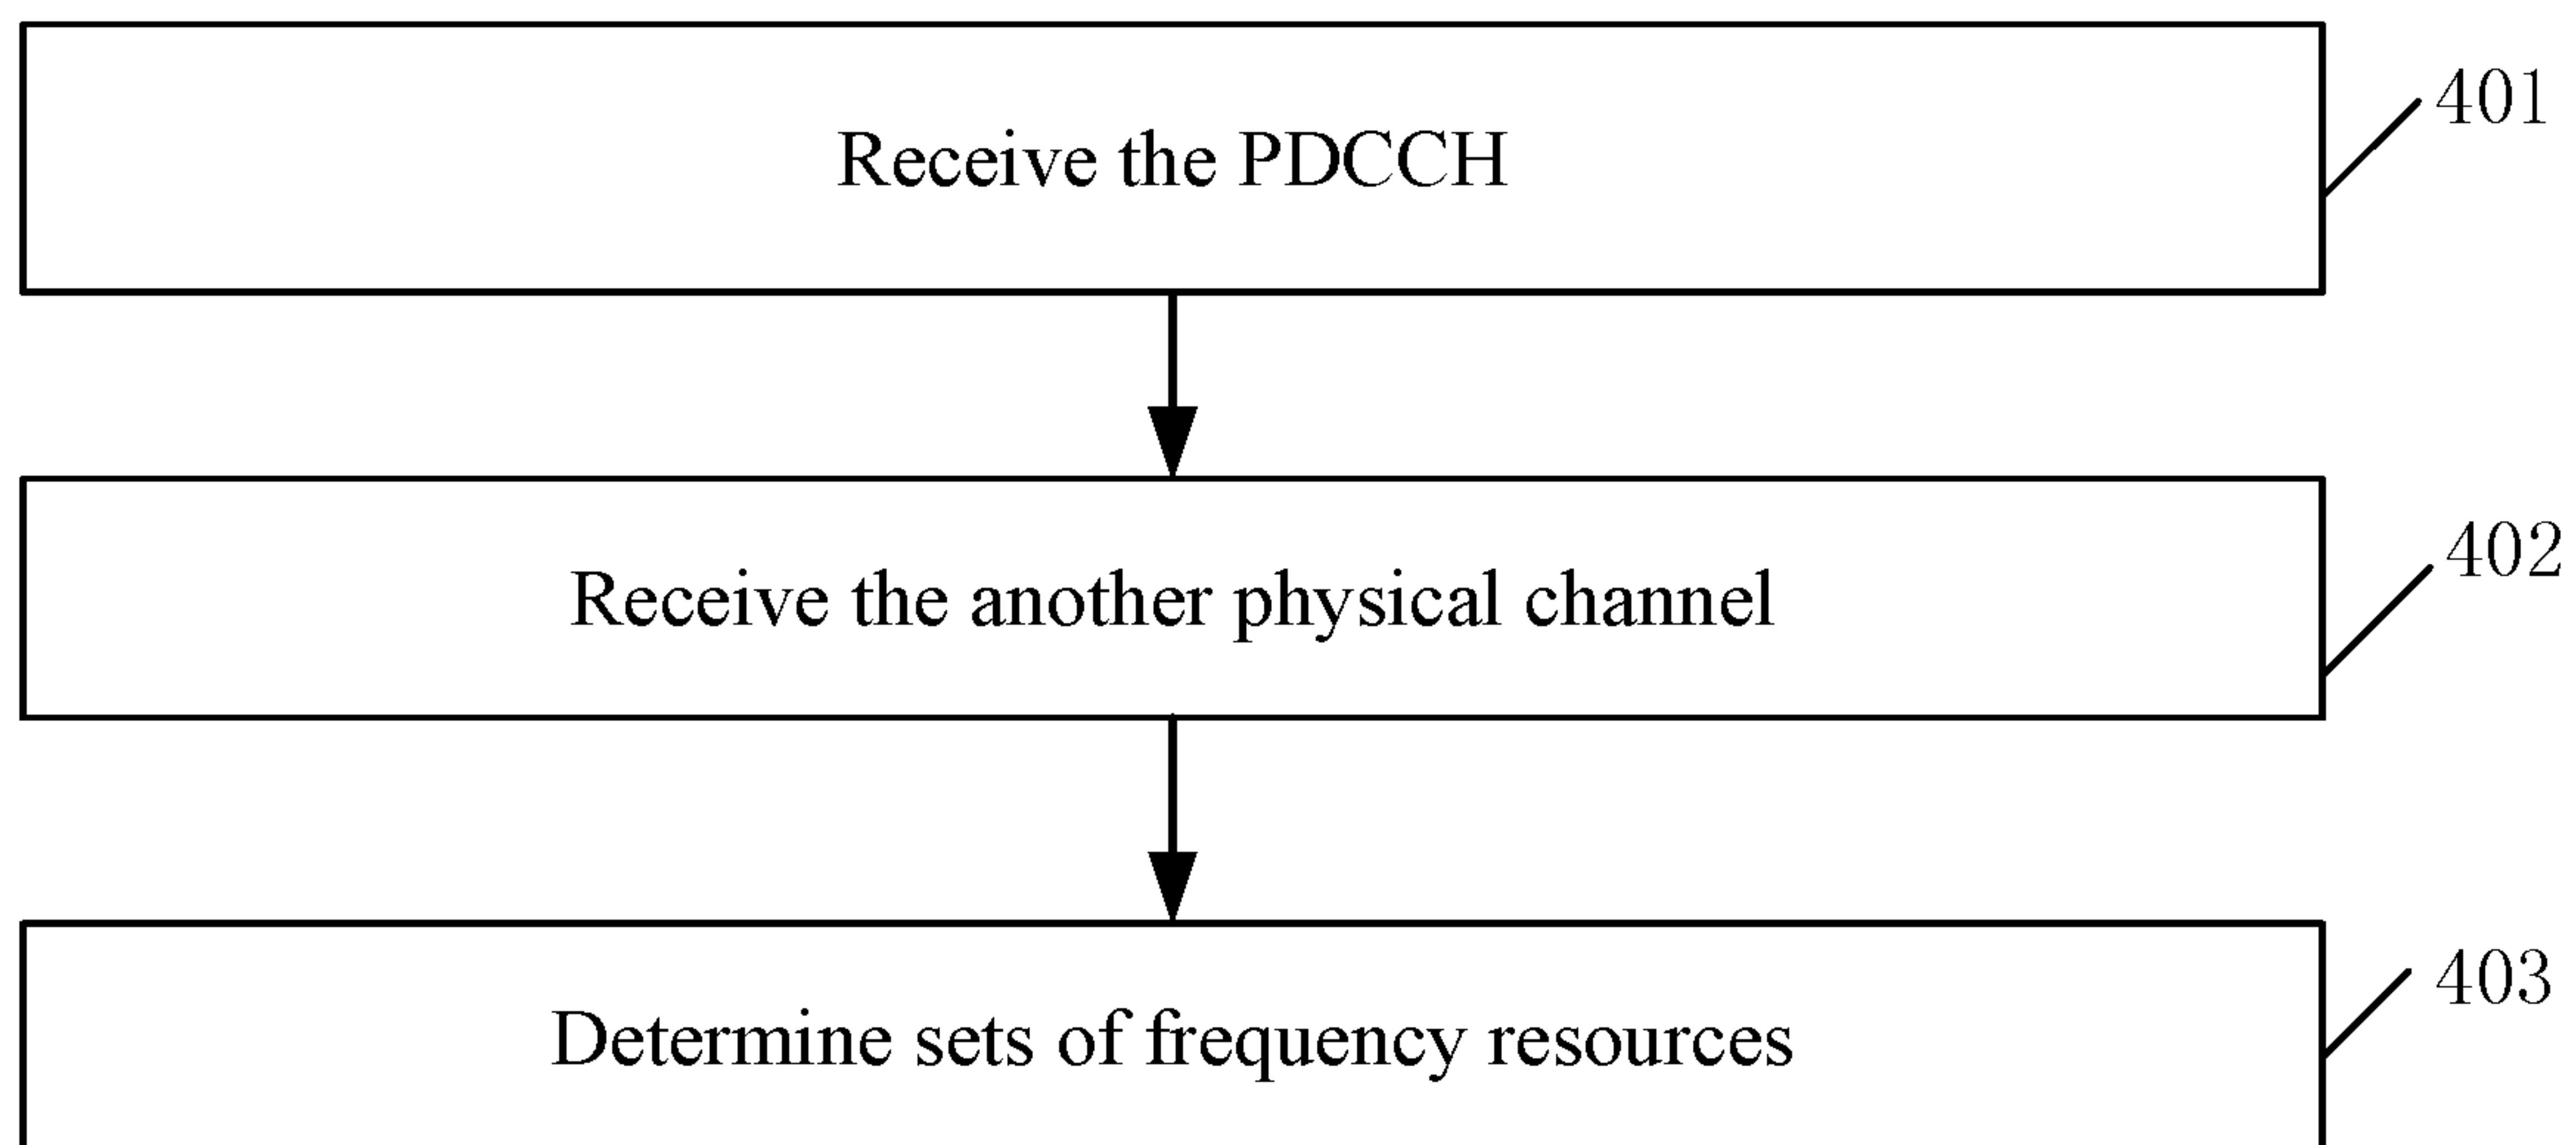 Receive the PDCCH
401
Receive the another physical channel
402
Determine sets of frequency resources
403